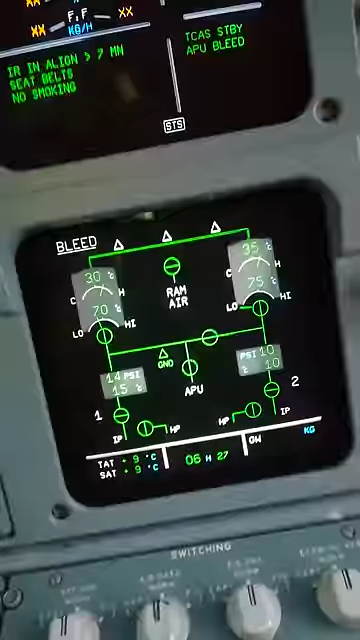 XX F.F XX
KG/H
IR IN ALIGN > 7 MN
SEAT BELTS
NO SMOKING
TCAS STBY
APU BLEED
STS
BLEED
30 °C
C H
70 °C
LO HI
RAM
AIR
35 °C
C H
75 °C
LO HI
GND
APU
14 PSI
15 °C
PSI 10
°C 10
1
2
IP HP
HP IP
TAT + 9 °C
SAT + 9 °C
06 H 27
GW KG
SWITCHING